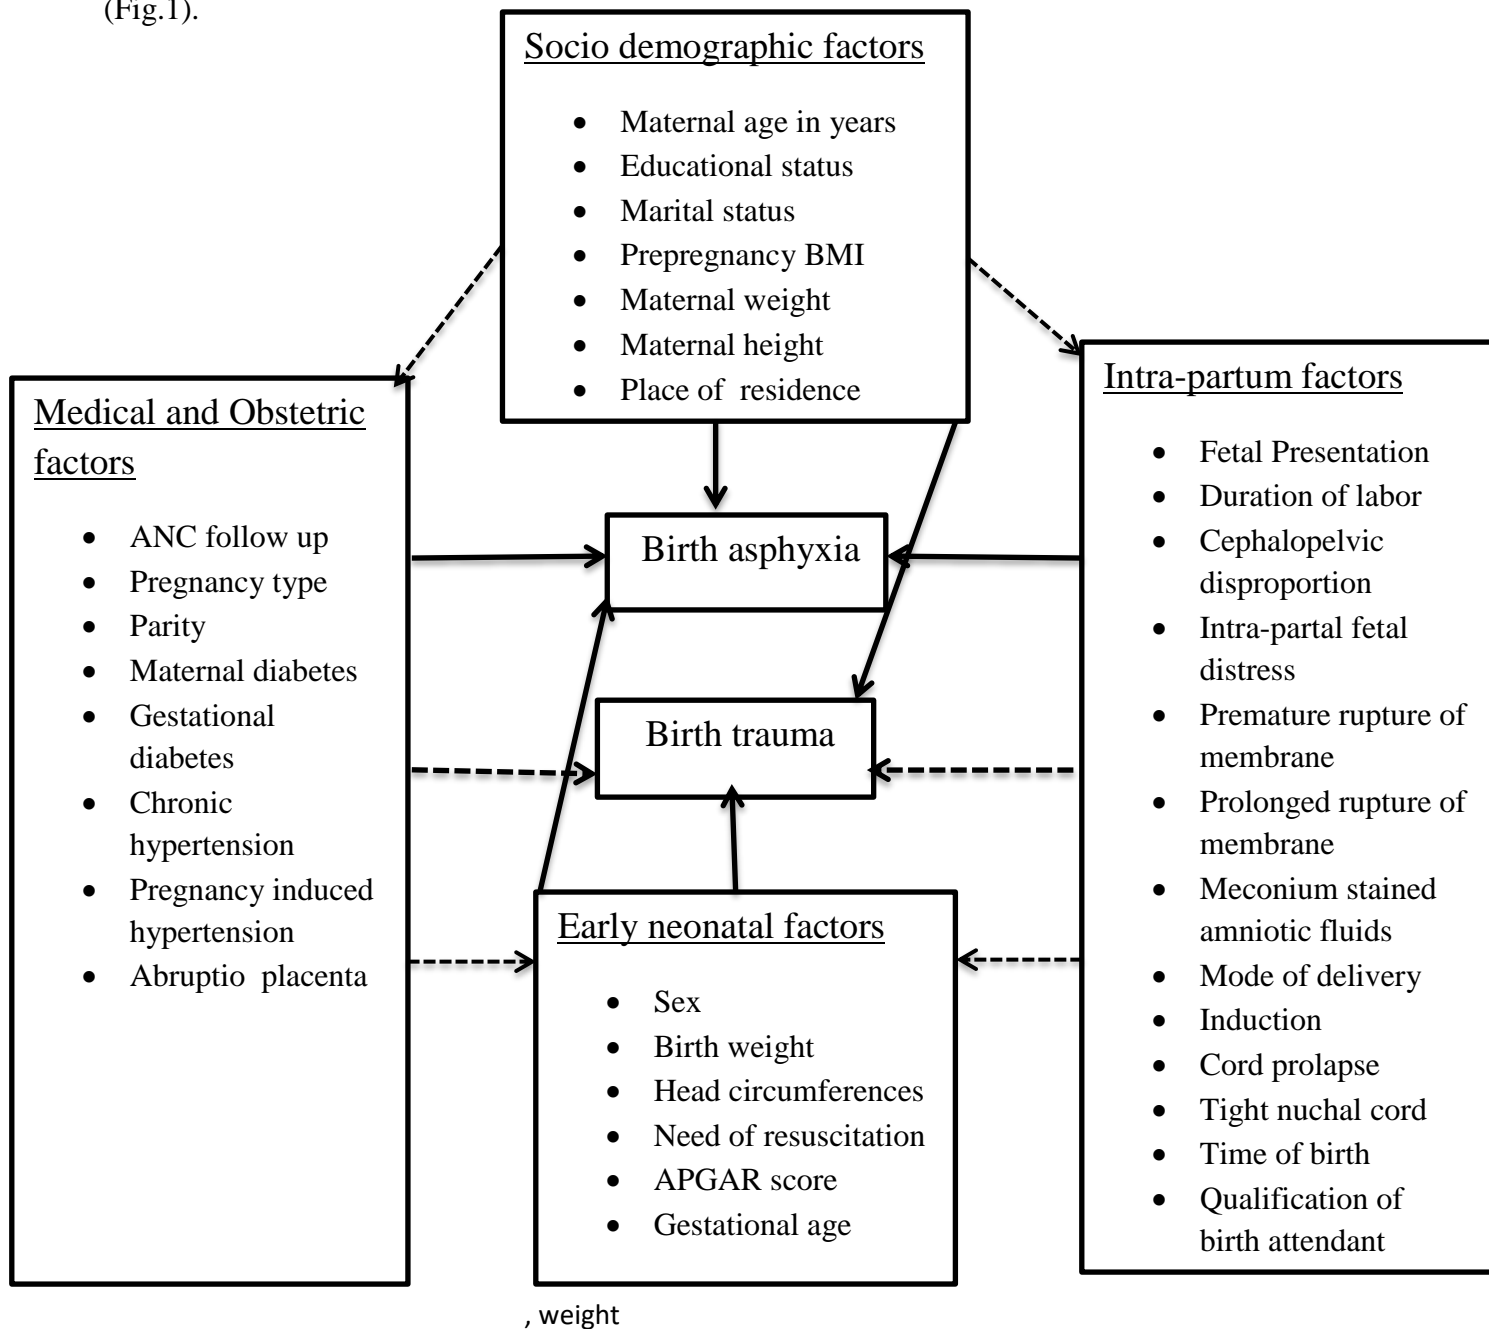 (Fig.1).
Socio demographic factors
• Maternal age in years
• Educational status
• Marital status
• Prepregnancy BMI
• Maternal weight
• Maternal height
• Place of residence
Medical and Obstetric
factors
• ANC follow up
• Pregnancy type
• Parity
• Maternal diabetes
• Gestational
diabetes
• Chronic
hypertension
• Pregnancy induced
hypertension
• Abruptio placenta
Birth asphyxia
Birth trauma
Early neonatal factors
• Sex
• Birth weight
• Head circumferences
• Need of resuscitation
• APGAR score
• Gestational age
Intra-partum factors
• Fetal Presentation
• Duration of labor
• Cephalopelvic
disproportion
• Intra-partal fetal
distress
• Premature rupture of
membrane
• Prolonged rupture of
membrane
• Meconium stained
amniotic fluids
• Mode of delivery
• Induction
• Cord prolapse
• Tight nuchal cord
• Time of birth
• Qualification of
birth attendant
, weight